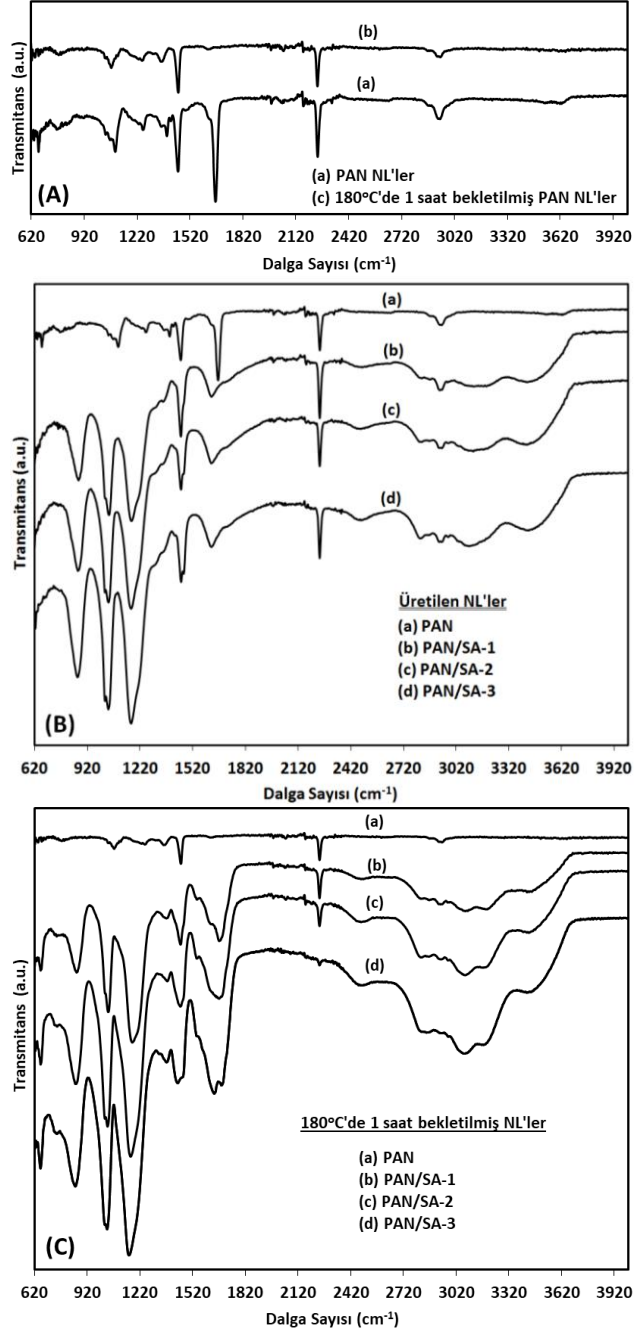 Transmitans (a.u.)
(b)
(a)
(a) PAN NL'ler
(c) 180°C'de 1 saat bekletilmiş PAN NL'ler
(A)
620 920 1220 1520 1820 2120 2420 2720 3020 3320 3620 3920
Dalga Sayısı (cm⁻¹)
Transmitans (a.u.)
(a)
(b)
(c)
(d)
Üretilen NL'ler
(a) PAN
(b) PAN/SA-1
(c) PAN/SA-2
(d) PAN/SA-3
(B)
620 920 1220 1520 1820 2120 2420 2720 3020 3320 3620 3920
Dalga Sayısı (cm⁻¹)
Transmitans (a.u.)
(a)
(b)
(c)
(d)
180°C'de 1 saat bekletilmiş NL'ler
(a) PAN
(b) PAN/SA-1
(c) PAN/SA-2
(d) PAN/SA-3
(C)
620 920 1220 1520 1820 2120 2420 2720 3020 3320 3620 3920
Dalga Sayısı (cm⁻¹)